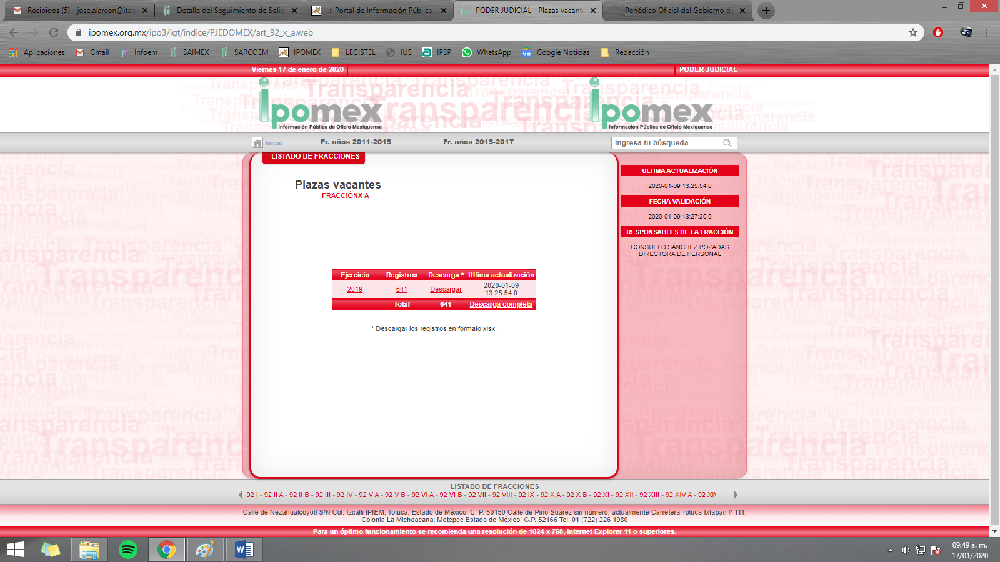 Recibidos (5) - jose.alarcon@itai
Detalle del Seguimiento de Solic
..:: Portal de Información Pública
PODER JUDICIAL - Plazas vacante
Periódico Oficial del Gobierno de
ipomex.org.mx/ipo3/lgt/indice/PJEDOMEX/art_92_x_a.web
Aplicaciones
Gmail
Infoem
SAIMEX
SARCOEM
IPOMEX
LEGISTEL
IUS
IPSP
WhatsApp
Google Noticias
Redacción
Viernes 17 de enero de 2020
PODER JUDICIAL
ipomex
Información Pública de Oficio Mexiquense
ipomex
Información Pública de Oficio Mexiquense
Inicio
Fr. años 2011-2015
Fr. años 2015-2017
Ingresa tu búsqueda
LISTADO DE FRACCIONES
Plazas vacantes
FRACCIÓNX A
Ejercicio Registros Descarga * Ultima actualización
2019 641 Descargar 2020-01-09
13:25:54.0
Total 641 Descarga completa
* Descargar los registros en formato xlsx.
ULTIMA ACTUALIZACIÓN
2020-01-09 13:25:54.0
FECHA VALIDACIÓN
2020-01-09 13:27:20.0
RESPONSABLES DE LA FRACCIÓN
CONSUELO SÁNCHEZ POZADAS
DIRECTORA DE PERSONAL
LISTADO DE FRACCIONES
92 I - 92 II A - 92 II B - 92 III - 92 IV - 92 V A - 92 V B - 92 VI A - 92 VI B - 92 VII - 92 VIII - 92 IX - 92 X A - 92 X B - 92 XI - 92 XII - 92 XIII - 92 XIV A - 92 XIV
Calle de Nezahualcoyotl S/N Col. Izcalli IPIEM, Toluca, Estado de México. C. P. 50150 Calle de Pino Suárez sin número, actualmente Carretera Toluca-Ixtapan # 111,
Colonia La Michoacana; Metepec Estado de México, C.P. 52166 Tel: 01 (722) 226 1980
Para un óptimo funcionamiento se recomienda una resolución de 1024 x 768, Internet Explorer 11 o superiores.
09:49 a. m.
17/01/2020